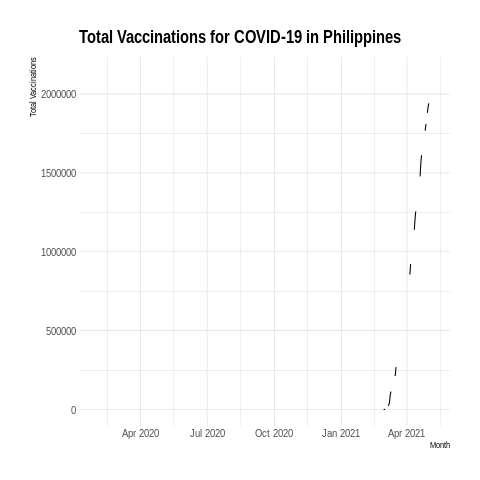 Total Vaccinations for COVID-19 in Philippines
Total Vaccinations
2000000
1500000
1000000
500000
0
Apr 2020 Jul 2020 Oct 2020 Jan 2021 Apr 2021
Month